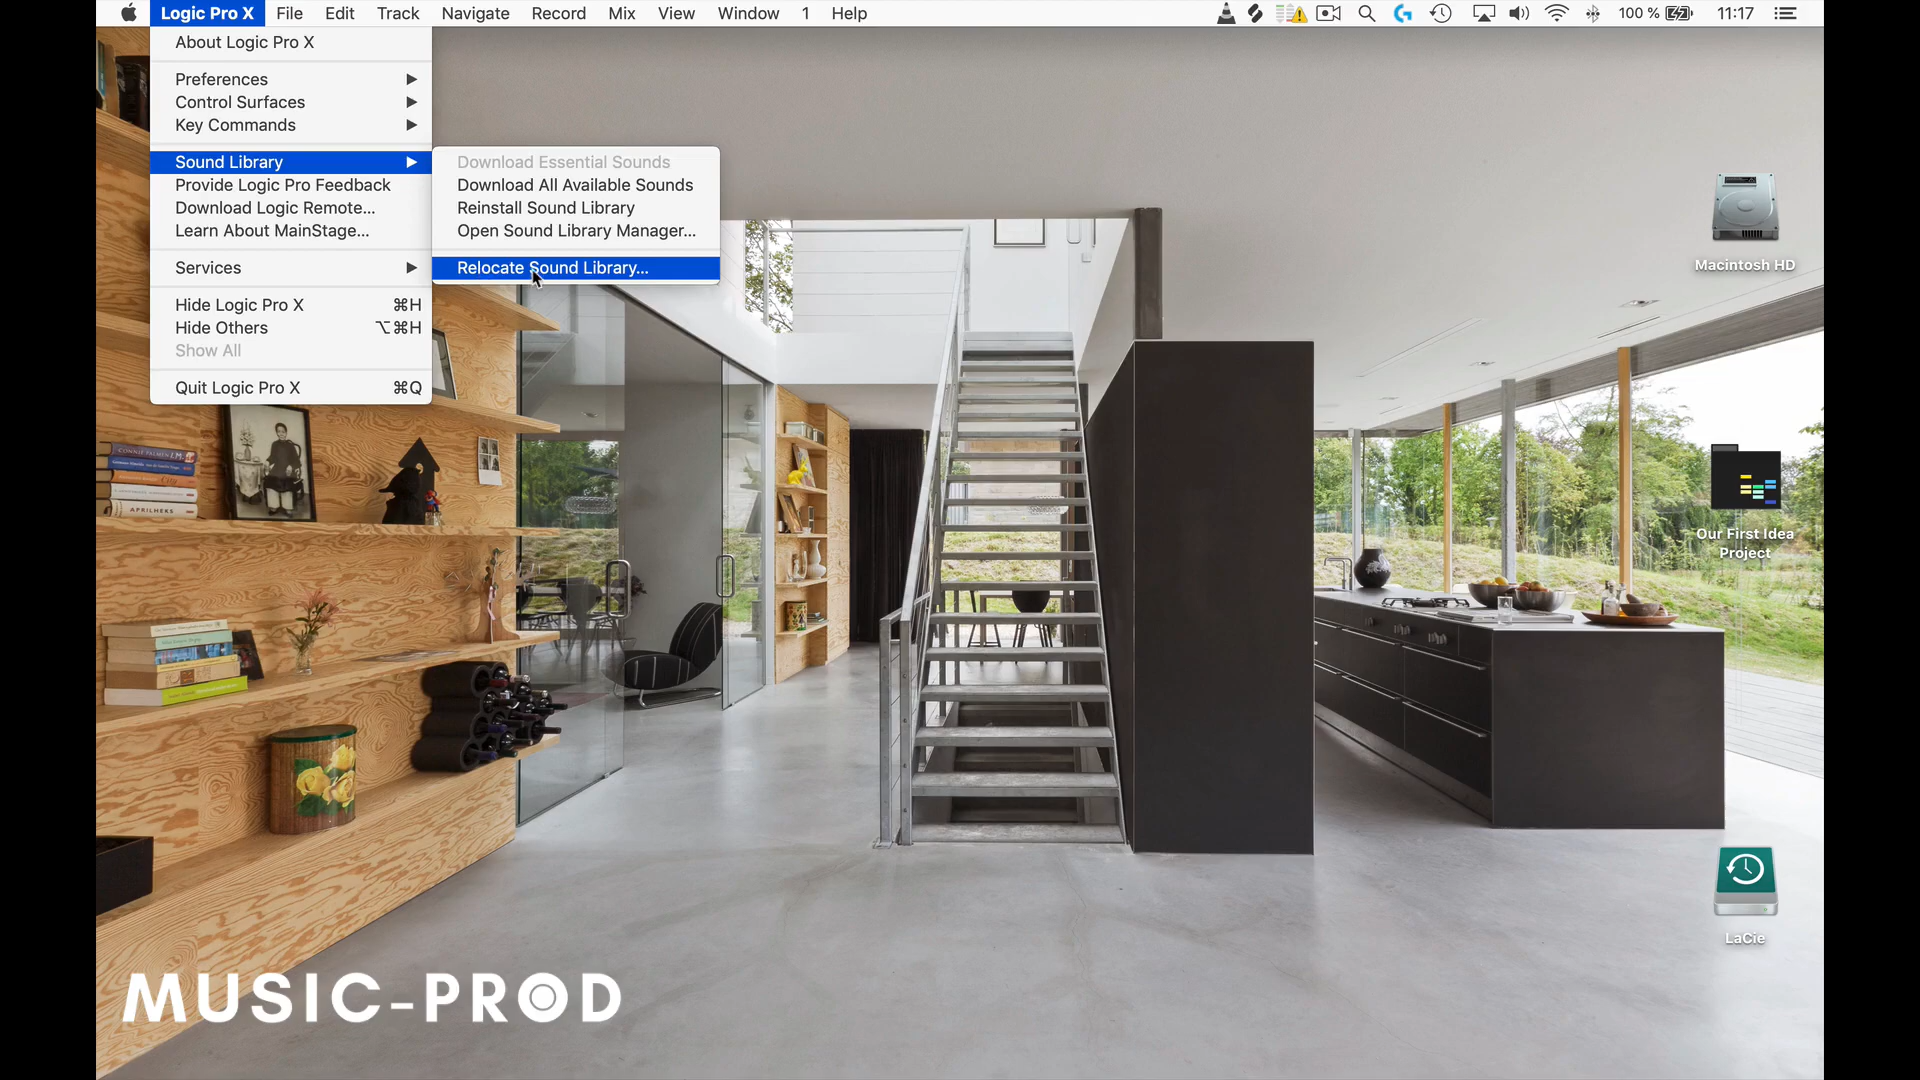 Logic Pro X File Edit Track Navigate Record Mix View Window 1 Help 100 % 11:17
About Logic Pro X
Preferences
Control Surfaces
Key Commands
Sound Library
Provide Logic Pro Feedback
Download Logic Remote...
Learn About MainStage...
Services
Hide Logic Pro X ⌘H
Hide Others ⌥⌘H
Show All
Quit Logic Pro X ⌘Q
Download Essential Sounds
Download All Available Sounds
Reinstall Sound Library
Open Sound Library Manager...
Relocate Sound Library...
Macintosh HD
Our First Idea
Project
LaCie
CONNIE PALMEN
APRILHEKS
MUSIC-PROD